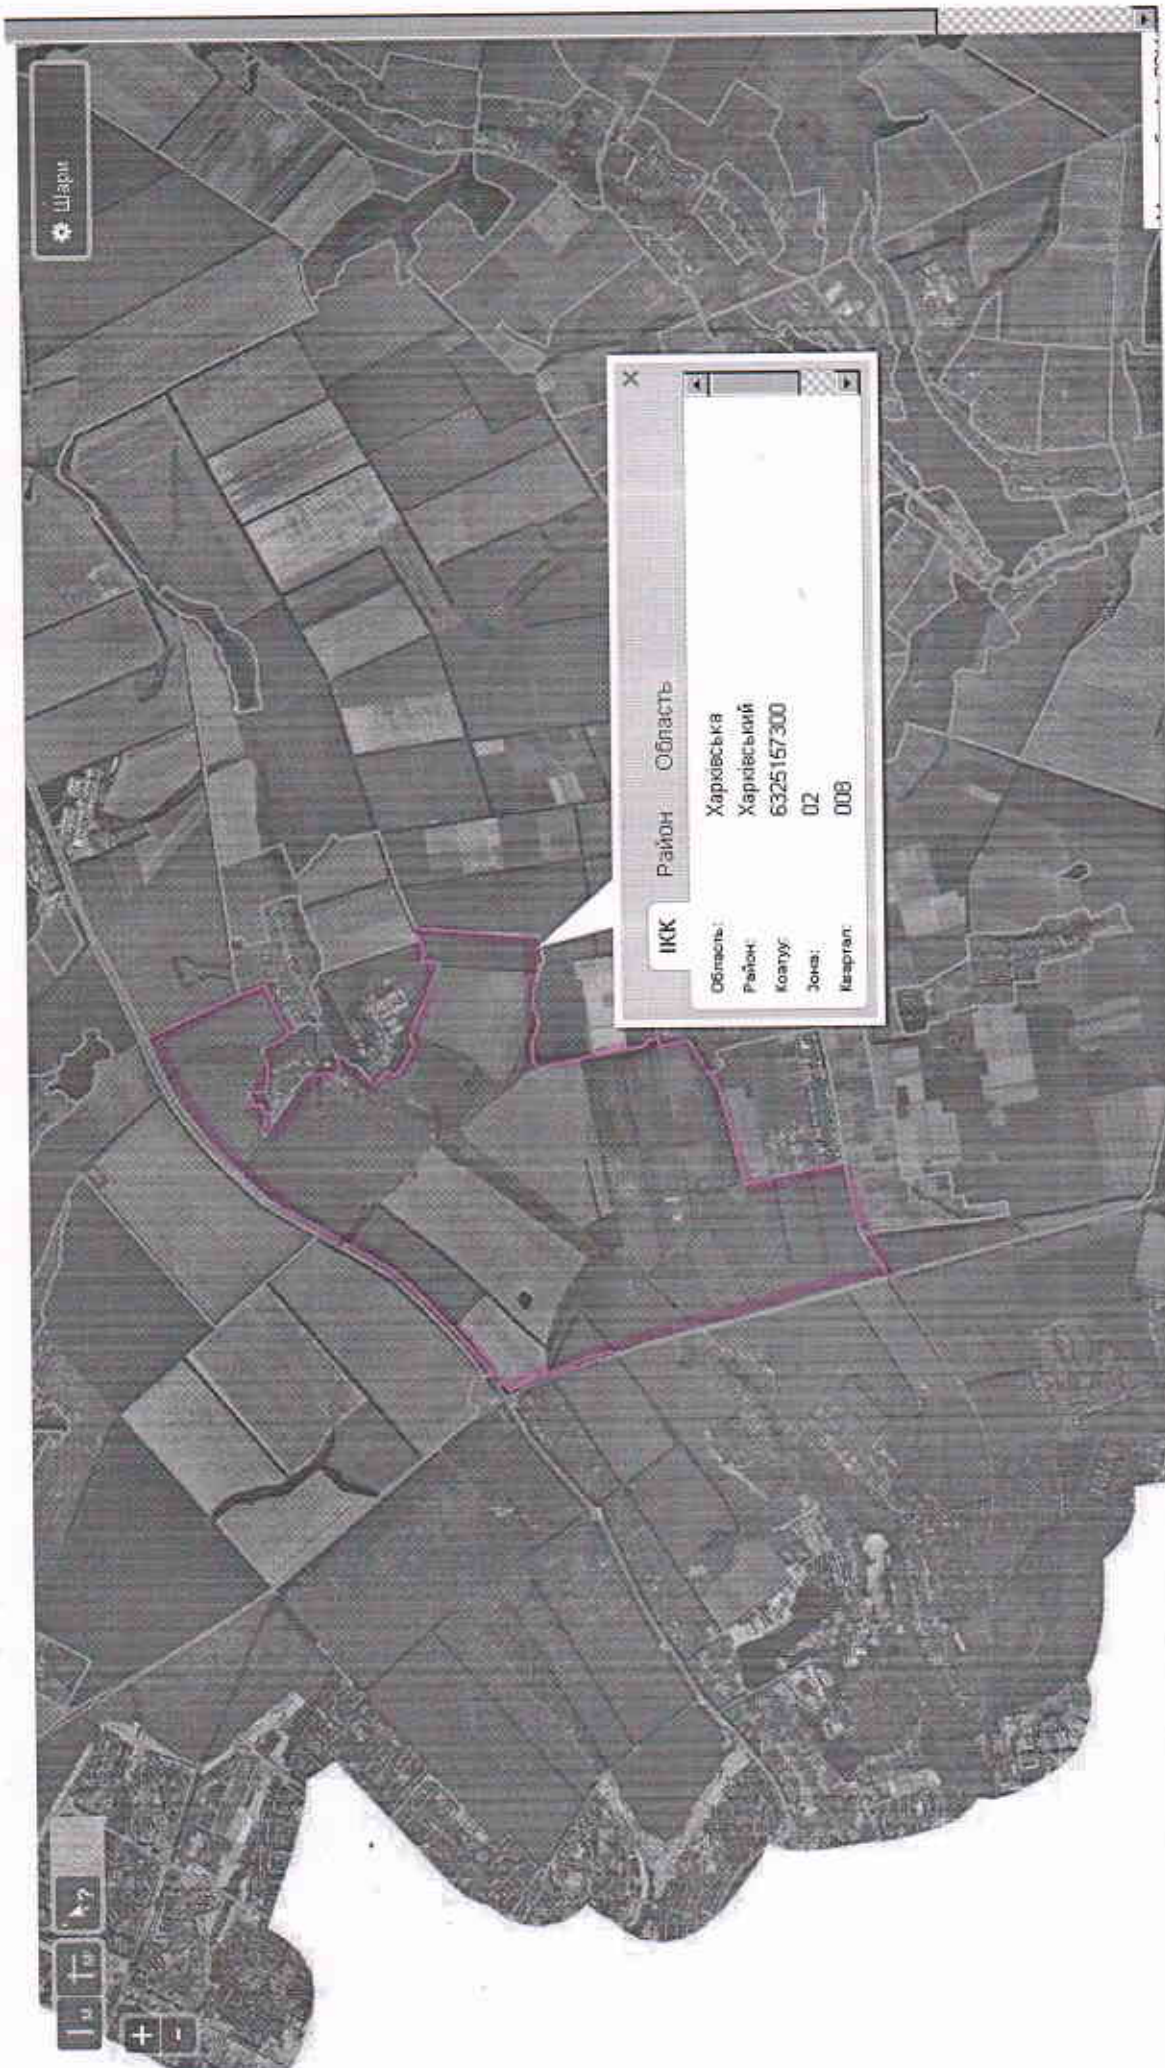 Шари
ІКК Район Область
Область: Харківська
Район: Харківський
Коатуу: 6325157300
Зона: 02
Квартал: 008